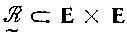 ℛ ⊂ E × E